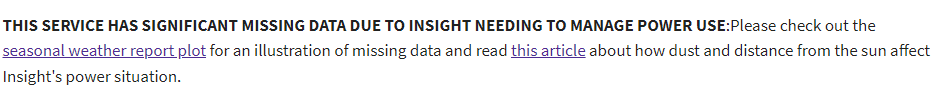 THIS SERVICE HAS SIGNIFICANT MISSING DATA DUE TO INSIGHT NEEDING TO MANAGE POWER USE:Please check out the
seasonal weather report plot for an illustration of missing data and read this article about how dust and distance from the sun affect
Insight's power situation.